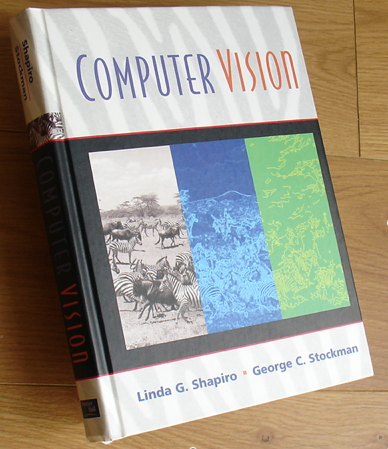 COMPUTER VISION
Linda G. Shapiro ▪ George C. Stockman
Shapiro
Stockman
COMPUTER VISION